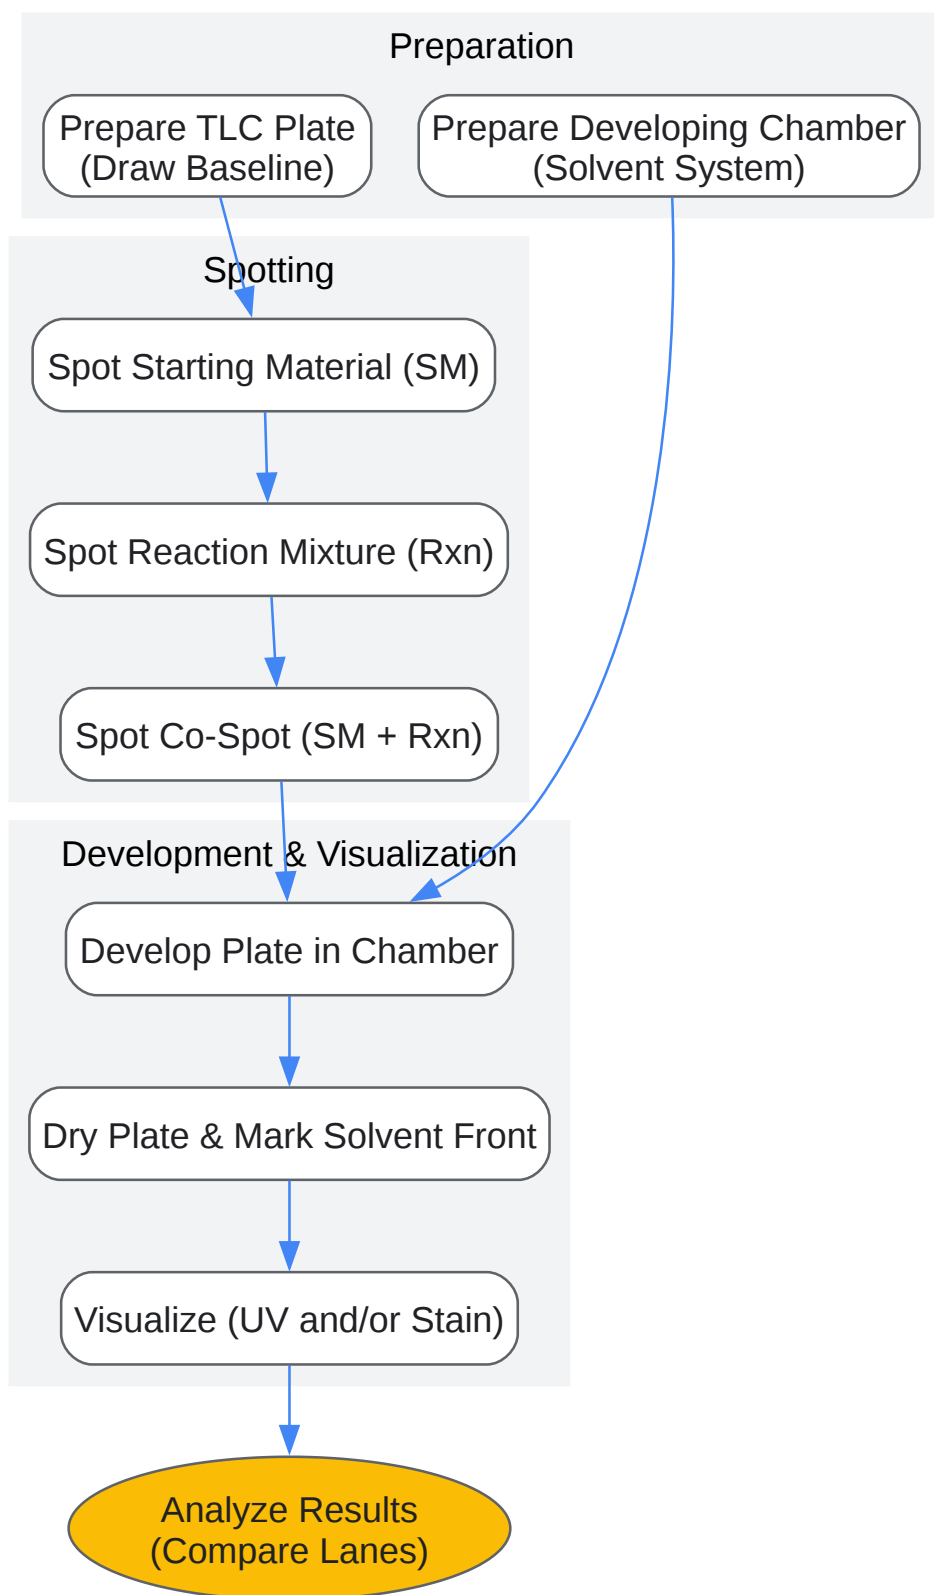 Preparation
Prepare TLC Plate
(Draw Baseline)
Prepare Developing Chamber
(Solvent System)
Spotting
Spot Starting Material (SM)
Spot Reaction Mixture (Rxn)
Spot Co-Spot (SM + Rxn)
Development & Visualization
Develop Plate in Chamber
Dry Plate & Mark Solvent Front
Visualize (UV and/or Stain)
Analyze Results
(Compare Lanes)